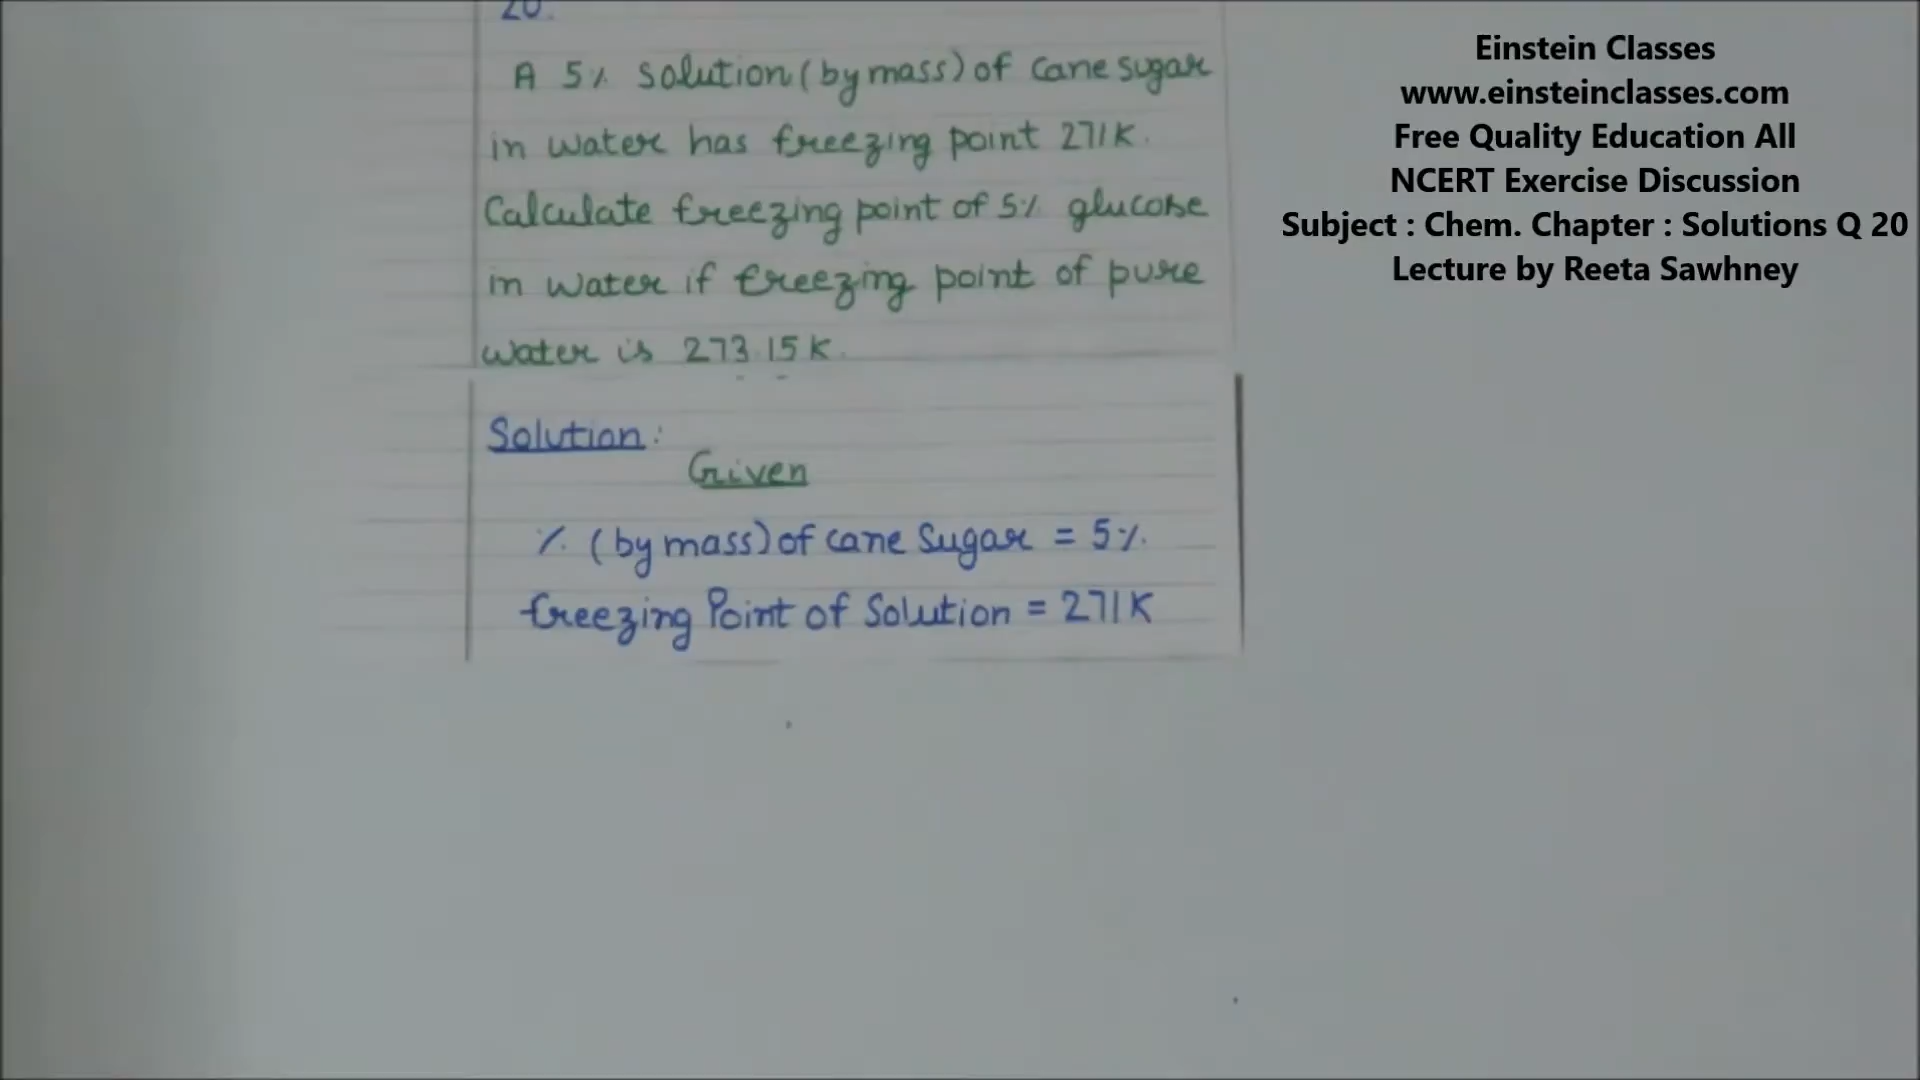 20.
A 5% solution (by mass) of cane sugar
in water has freezing point 271K.
Calculate freezing point of 5% glucose
in water if freezing point of pure
water is 273.15K.
Solution:
Given
% (by mass) of cane sugar = 5%.
freezing Point of Solution = 271K
Einstein Classes
www.einsteinclasses.com
Free Quality Education All
NCERT Exercise Discussion
Subject : Chem. Chapter : Solutions Q 20
Lecture by Reeta Sawhney